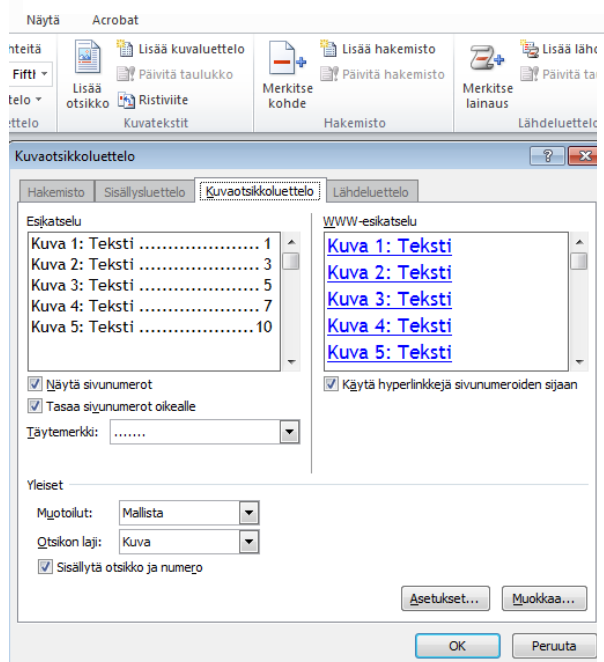 Näytä Acrobat
hteitä
Fiftl
telo
ttelo
Lisää otsikko
Lisää kuvaluettelo
Päivitä taulukko
Ristiviite
Kuvatekstit
Merkitse kohde
Lisää hakemisto
Päivitä hakemisto
Hakemisto
Merkitse lainaus
Lisää lähd
Päivitä tau
Lähdeluettelo
Kuvaotsikkoluettelo
Hakemisto Sisällysluettelo Kuvaotsikkoluettelo Lähdeluettelo
Esikatselu
Kuva 1: Teksti ..................... 1
Kuva 2: Teksti ..................... 3
Kuva 3: Teksti ..................... 5
Kuva 4: Teksti ..................... 7
Kuva 5: Teksti .................... 10
WWW-esikatselu
Kuva 1: Teksti
Kuva 2: Teksti
Kuva 3: Teksti
Kuva 4: Teksti
Kuva 5: Teksti
Näytä sivunumerot
Tasaa sivunumerot oikealle
Täytemerkki: .......
Käytä hyperlinkkejä sivunumeroiden sijaan
Yleiset
Muotoilut: Mallista
Otsikon laji: Kuva
Sisällytä otsikko ja numero
Asetukset... Muokkaa...
OK Peruuta